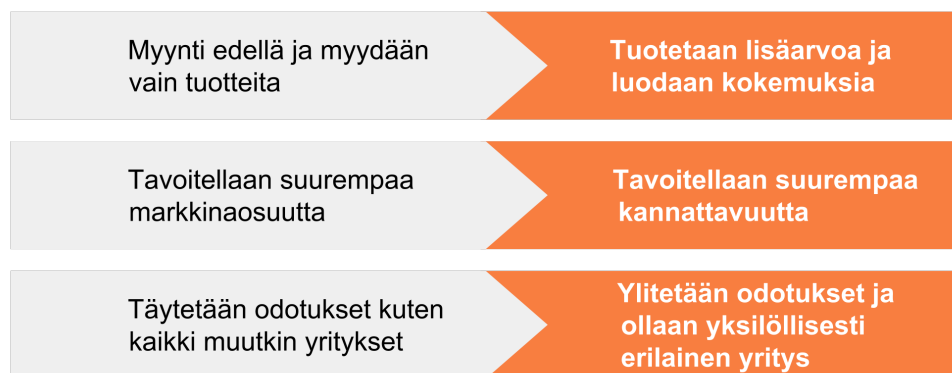 Myynti edellä ja myydään
vain tuotteita
Tuotetaan lisäarvoa ja
luodaan kokemuksia
Tavoitellaan suurempaa
markkinaosuutta
Tavoitellaan suurempaa
kannattavuutta
Täytetään odotukset kuten
kaikki muutkin yritykset
Ylitetään odotukset ja
ollaan yksilöllisesti
erilainen yritys